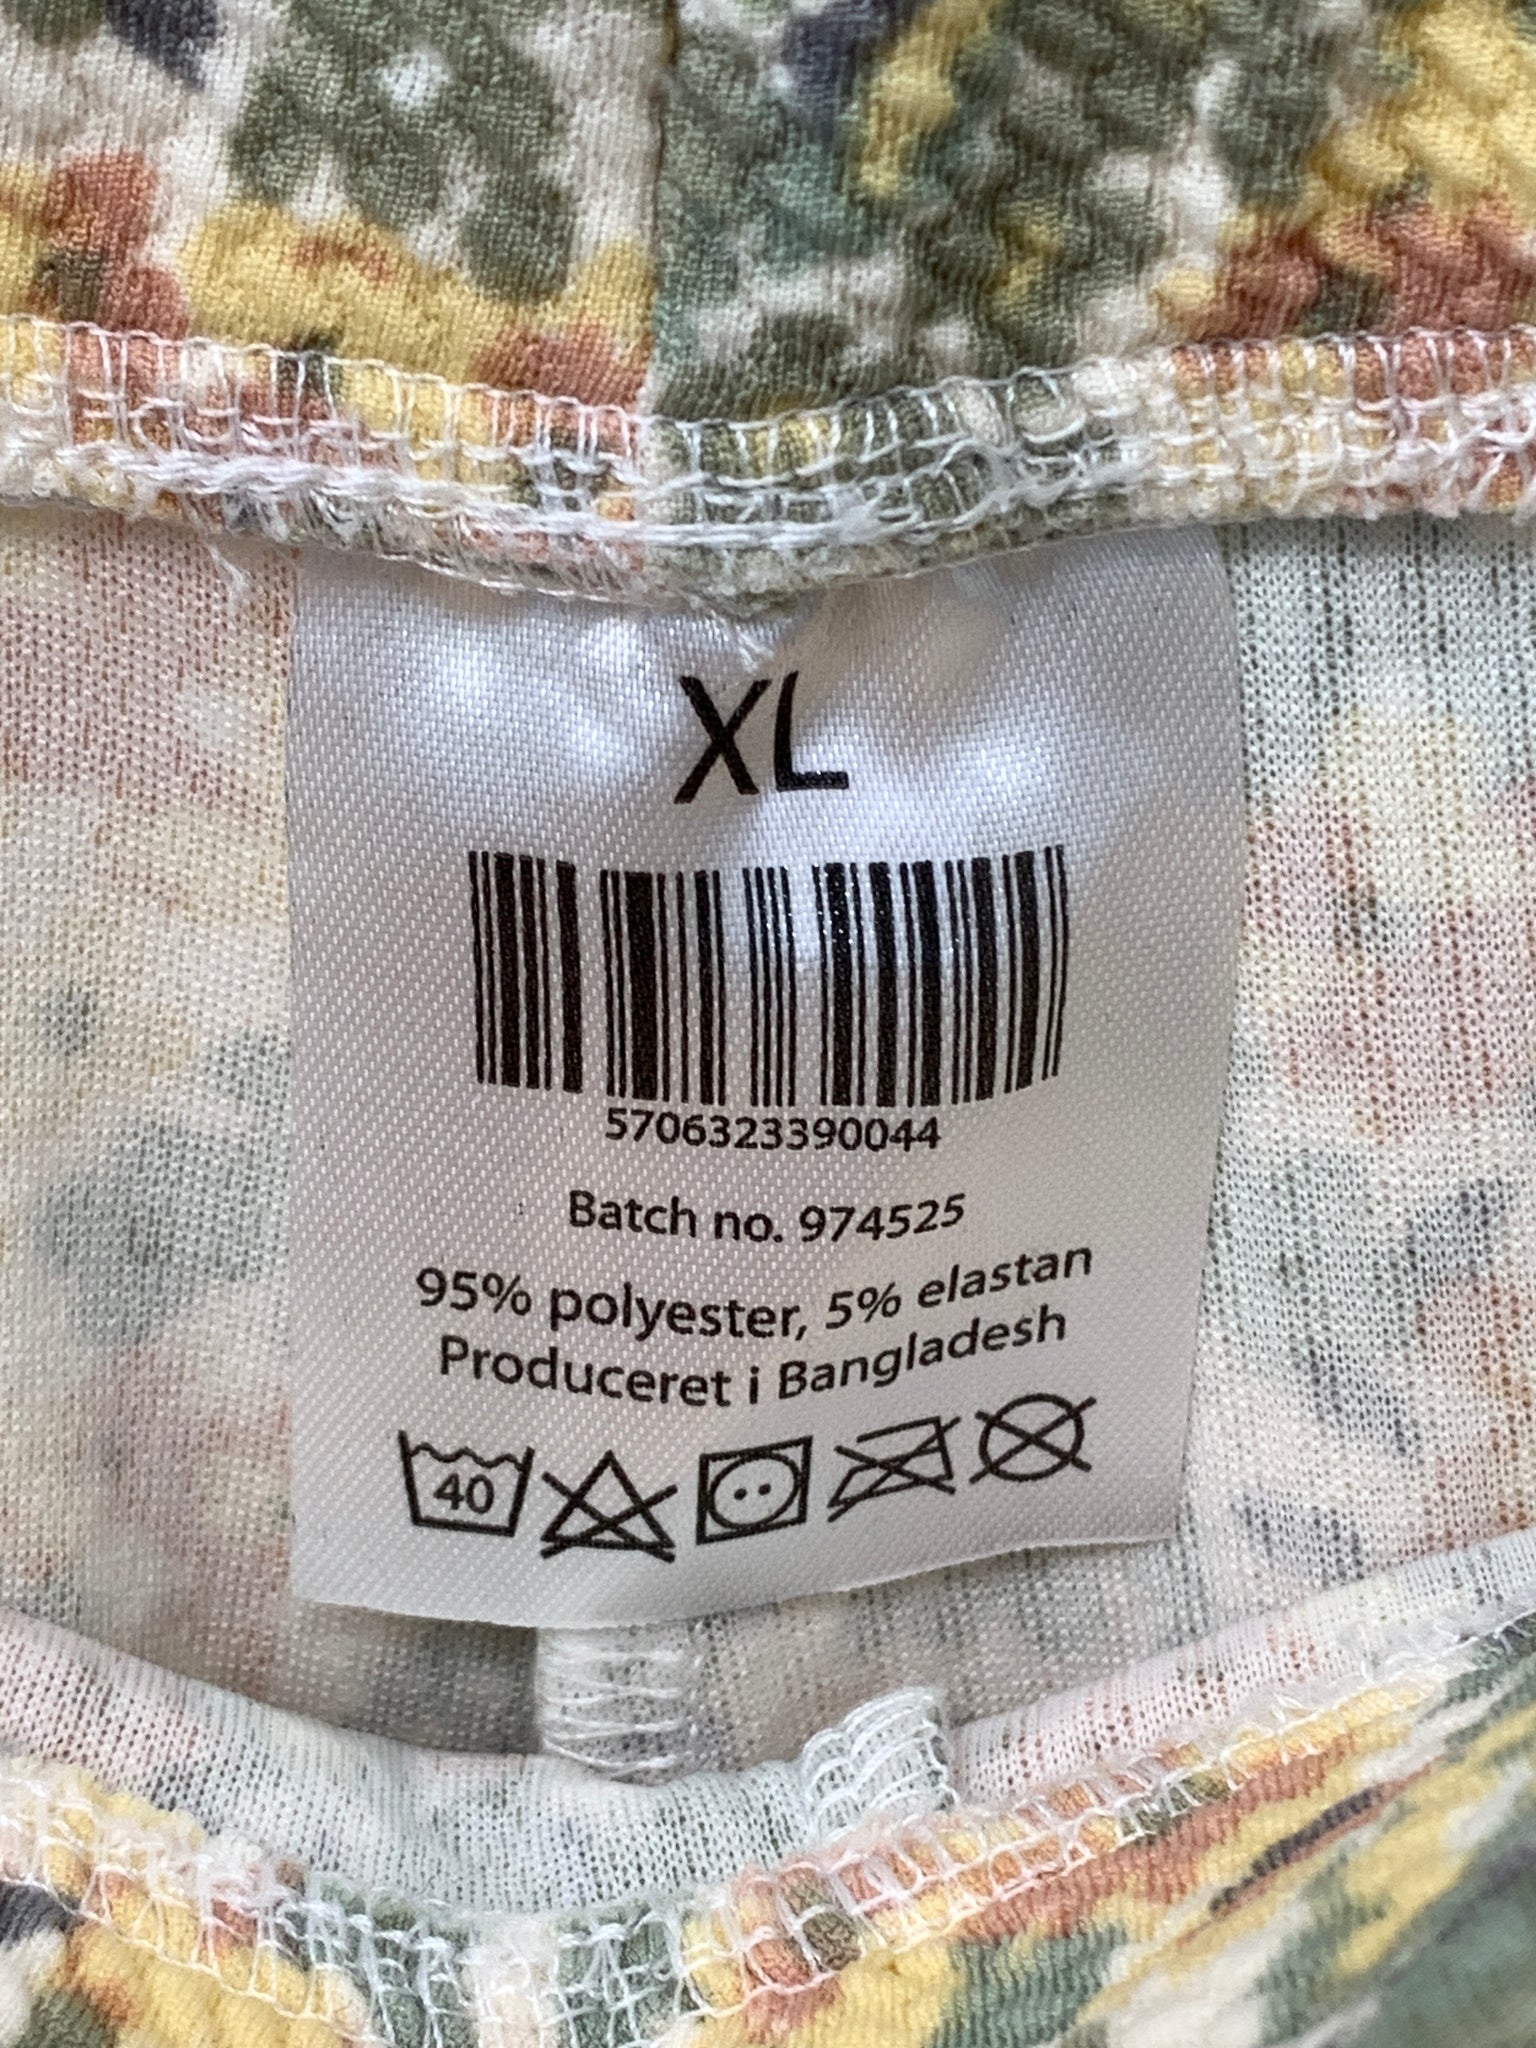 XL
5706323390044
Batch no. 974525
95% polyester, 5% elastan
Produceret i Bangladesh
40